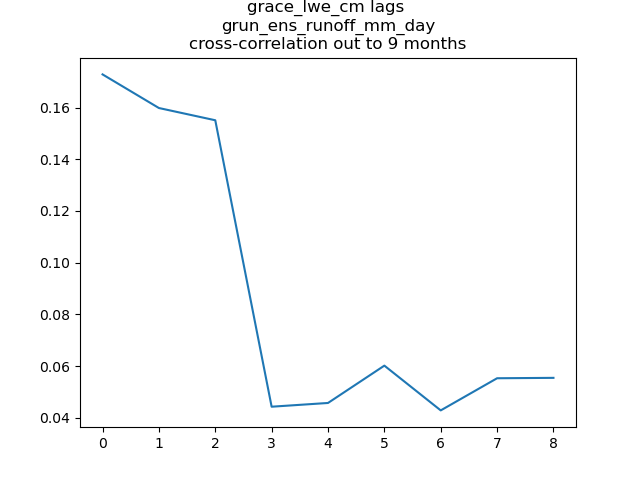 grace_lwe_cm lags
grun_ens_runoff_mm_day
cross-correlation out to 9 months
0.16
0.14
0.12
0.10
0.08
0.06
0.04
0 1 2 3 4 5 6 7 8